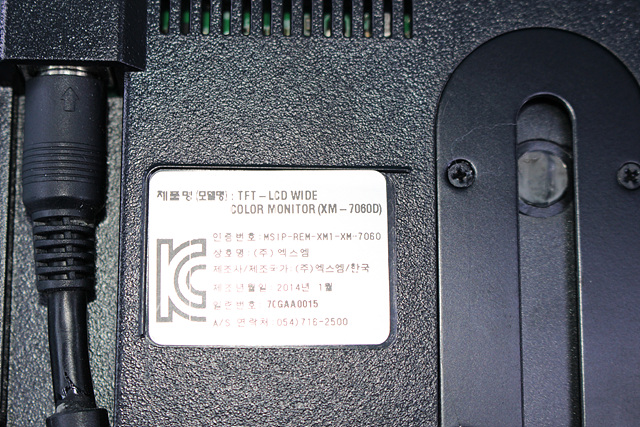 제품명(모델명) : TFT-LCD WIDE
COLOR MONITOR(XM-7060D)
인증번호:MSIP-REM-XM1-XM-7060
상호명:(주)엑스엠
제조사/제조국가:(주)엑스엠/한국
제조년월일:2014년 1월
일련번호:7CGAA0015
A/S 연락처:054)716-2500